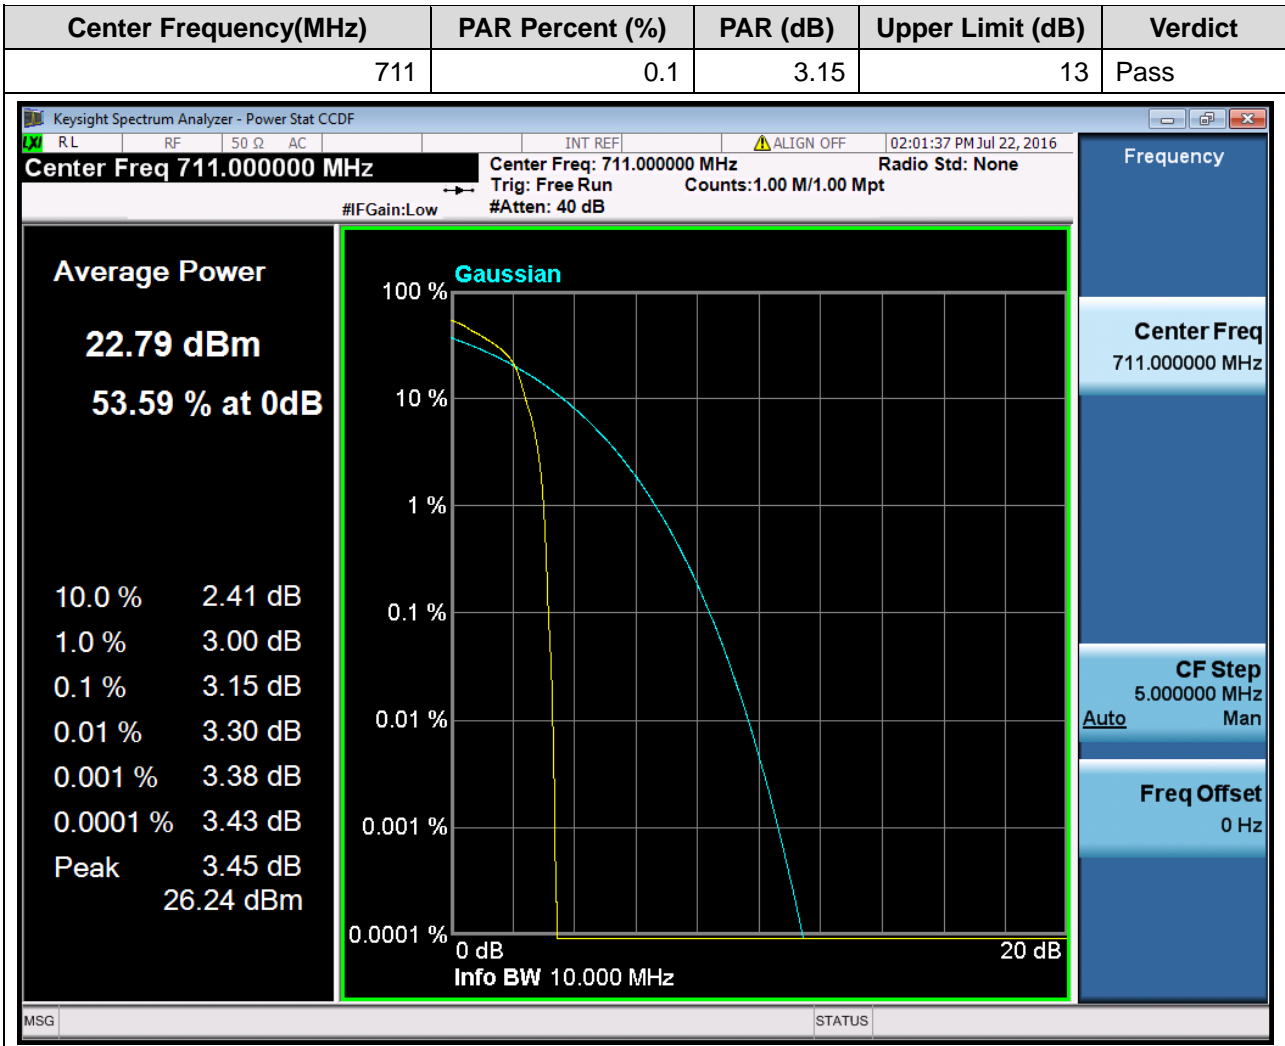 Center Frequency(MHz) PAR Percent (%) PAR (dB) Upper Limit (dB) Verdict
711 0.1 3.15 13 Pass
Keysight Spectrum Analyzer - Power Stat CCDF
LXI RL RF 50 Ω AC INT REF ALIGN OFF 02:01:37 PM Jul 22, 2016
Center Freq 711.000000 MHz
#IFGain:Low
Center Freq: 711.000000 MHz Radio Std: None
Trig: Free Run Counts:1.00 M/1.00 Mpt
#Atten: 40 dB
Average Power
22.79 dBm
53.59 % at 0dB
10.0 % 2.41 dB
1.0 % 3.00 dB
0.1 % 3.15 dB
0.01 % 3.30 dB
0.001 % 3.38 dB
0.0001 % 3.43 dB
Peak 3.45 dB
26.24 dBm
Gaussian
100 %
10 %
1 %
0.1 %
0.01 %
0.001 %
0.0001 %
0 dB 20 dB
Info BW 10.000 MHz
Frequency
Center Freq
711.000000 MHz
CF Step
5.000000 MHz
Auto Man
Freq Offset
0 Hz
MSG STATUS